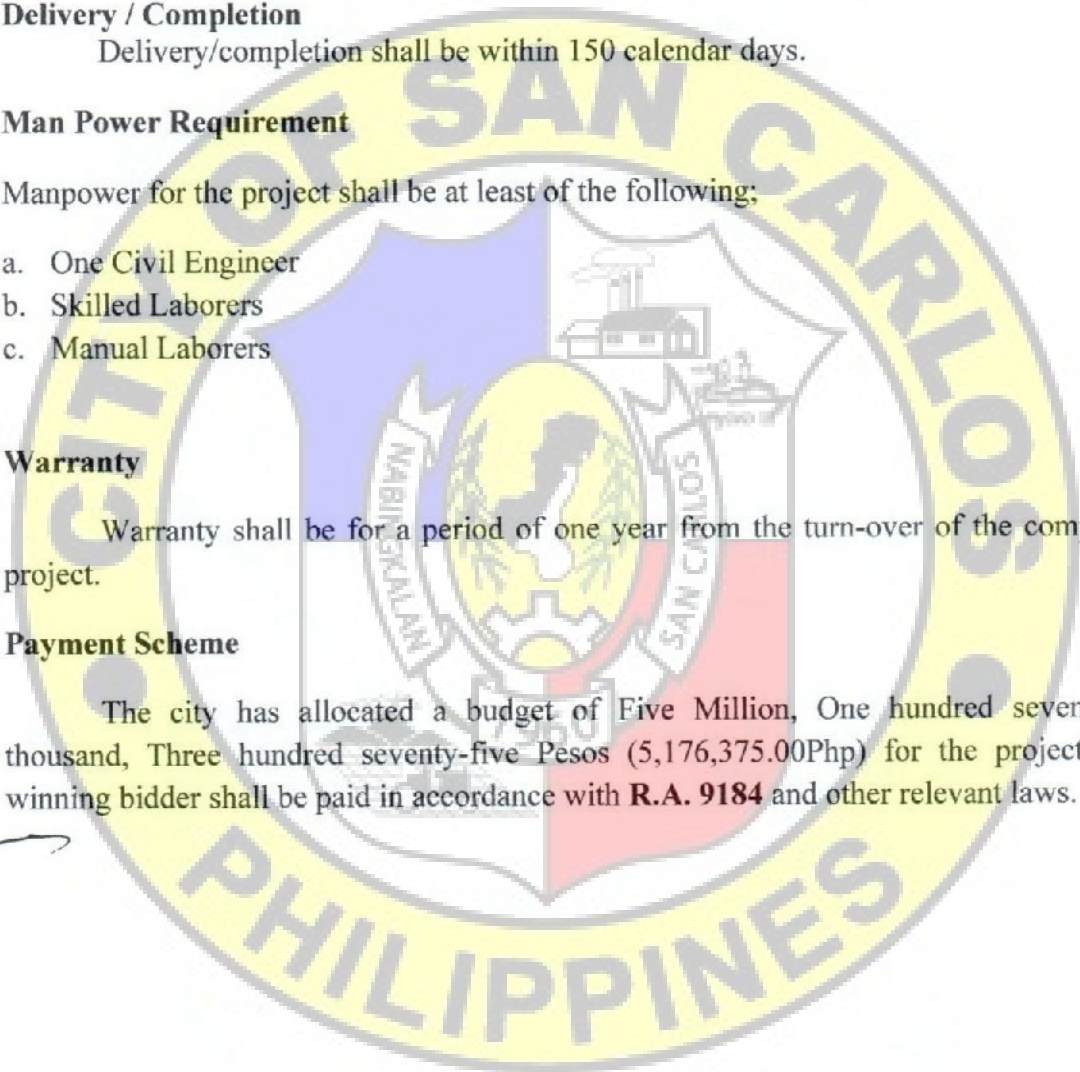 Delivery / Completion
Delivery/completion shall be within 150 calendar days.
Man Power Requirement
Manpower for the project shall be at least of the following;
a. One Civil Engineer
b. Skilled Laborers
c. Manual Laborers
Warranty
Warranty shall be for a period of one year from the turn-over of the com
project.
Payment Scheme
The city has allocated a budget of Five Million, One hundred seven
thousand, Three hundred seventy-five Pesos (5,176,375.00Php) for the project
winning bidder shall be paid in accordance with R.A. 9184 and other relevant laws.
CITY OF SAN CARLOS
PHILIPPINES
NABINGKALAN
SAN CARLOS
1960